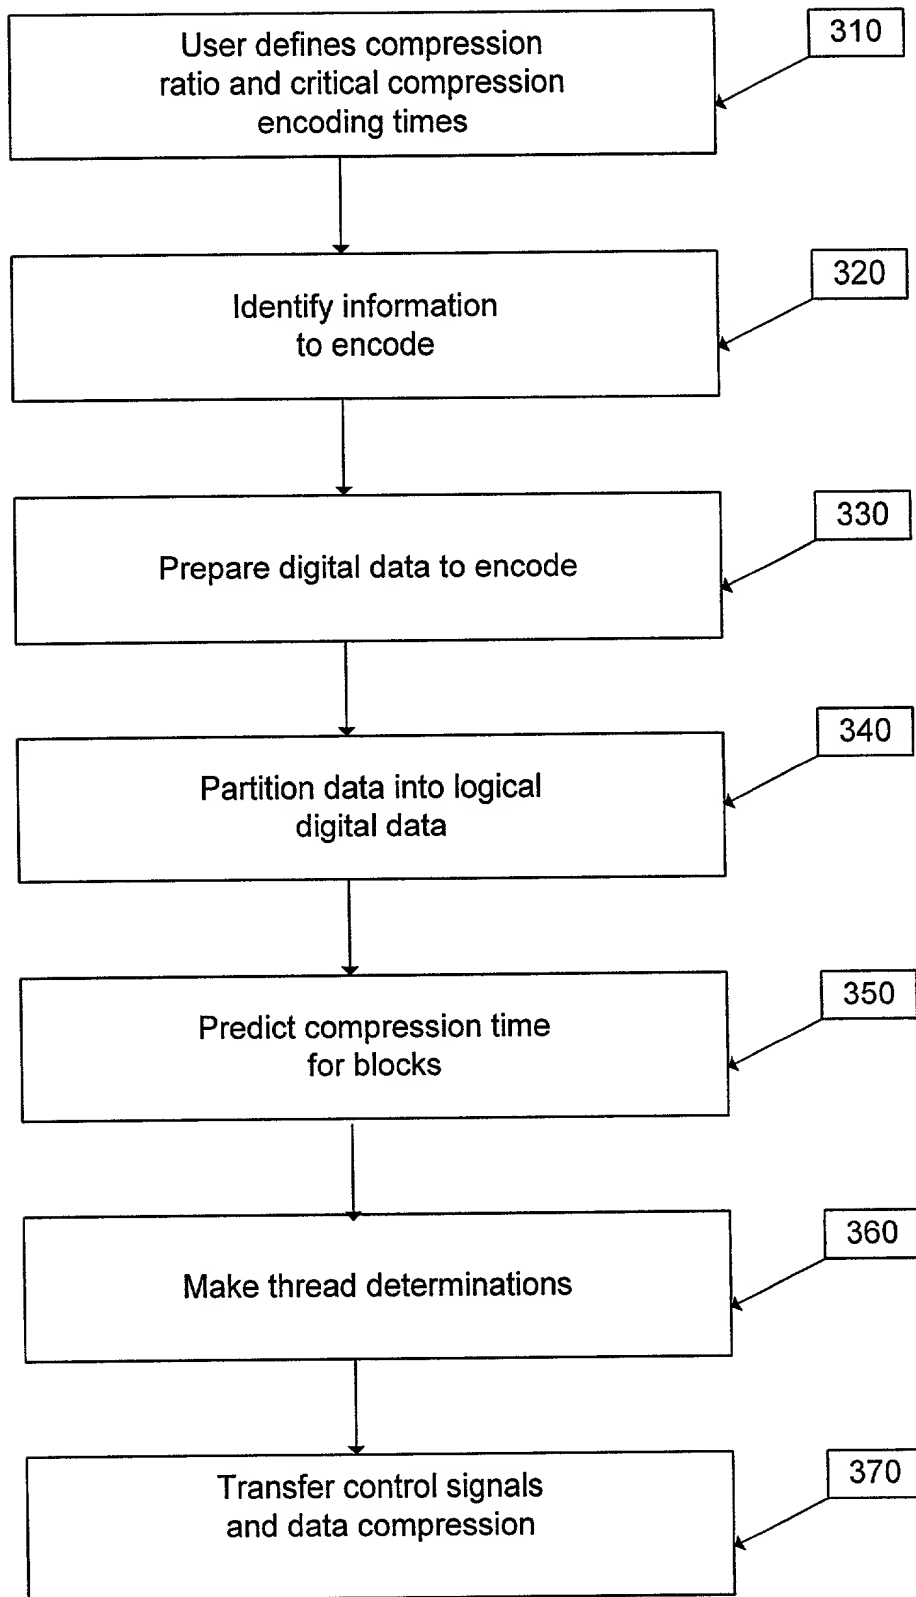 User defines compression
ratio and critical compression
encoding times
310
Identify information
to encode
320
Prepare digital data to encode
330
Partition data into logical
digital data
340
Predict compression time
for blocks
350
Make thread determinations
360
Transfer control signals
and data compression
370